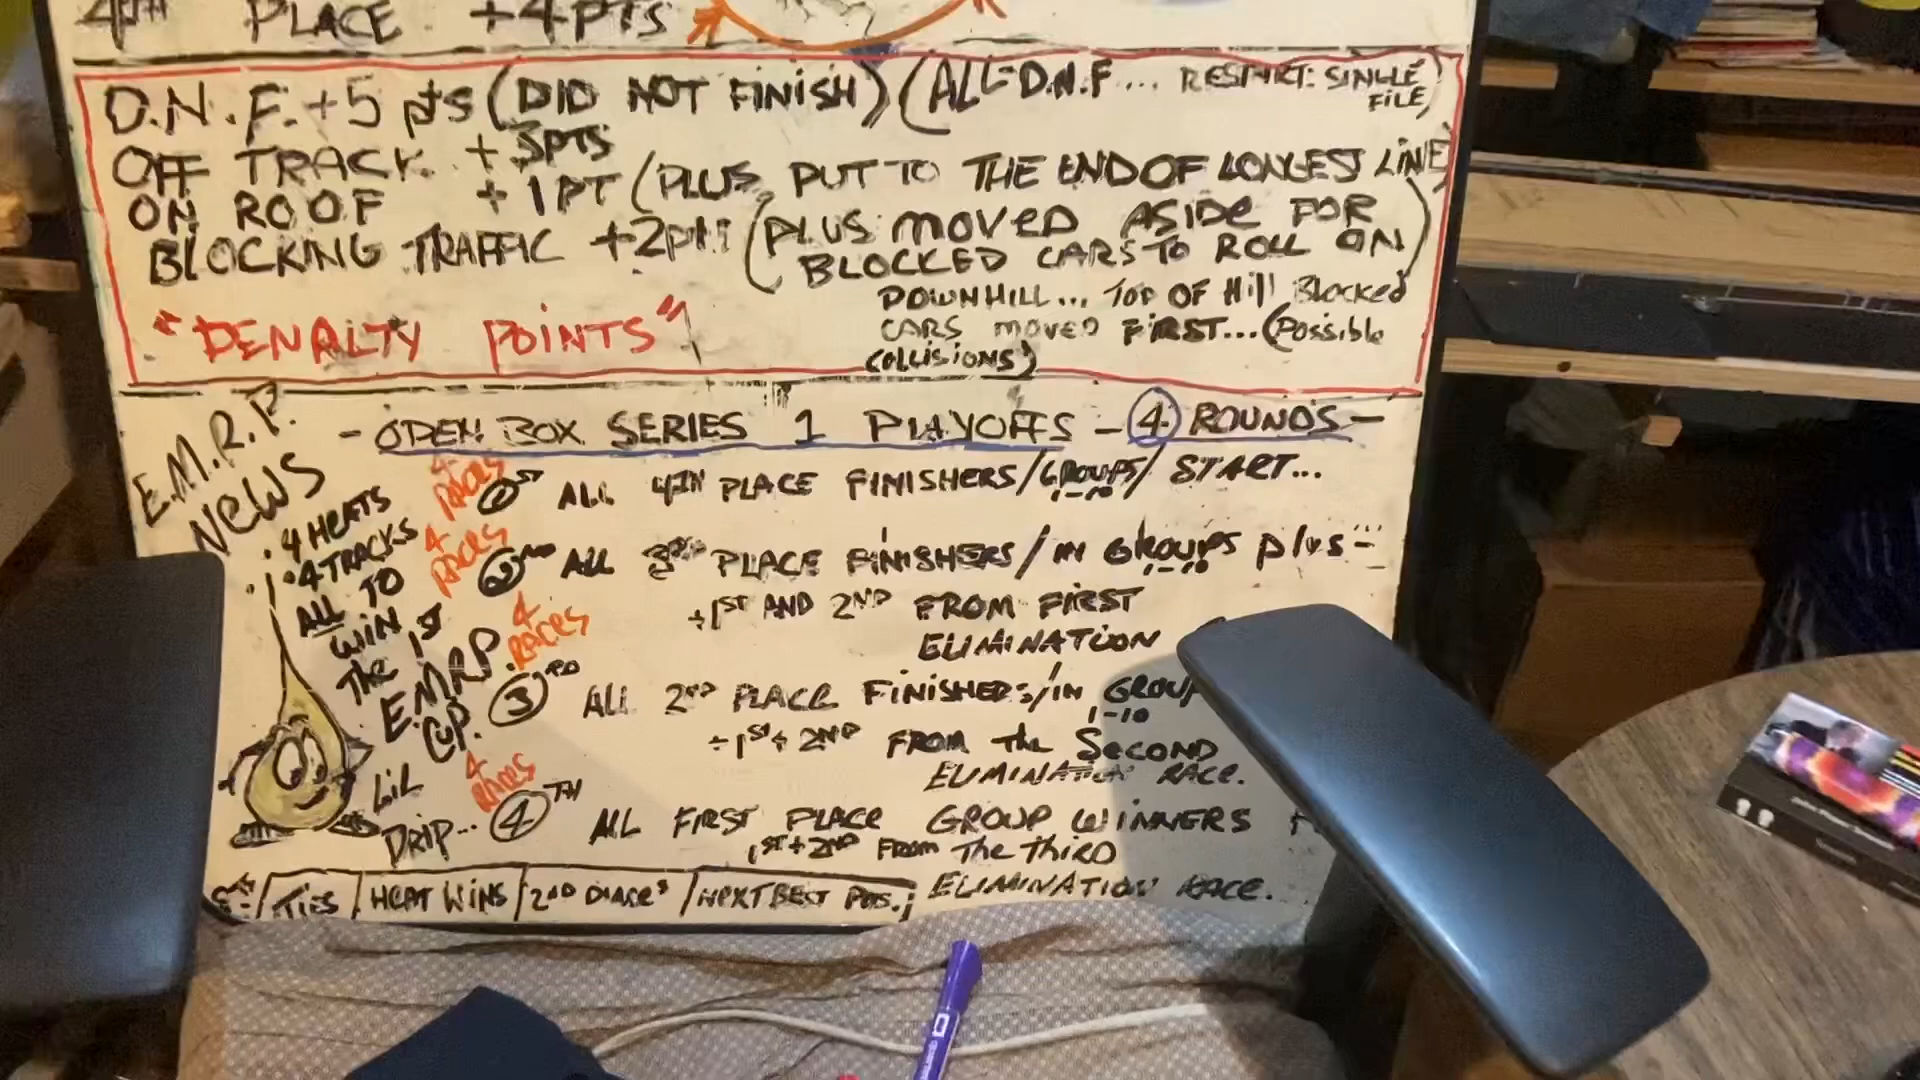 4TH PLACE +4PTS
D.N.F. +5 pts (DID NOT FINISH) (ALL-D.N.F... RESTART: SINGLE FILE)
OFF TRACK +3PTS
ON ROOF +1PT (PLUS, PUT TO THE END OF LONGEST LINE)
BLOCKING TRAFFIC +2pts (PLUS MOVED ASIDE FOR
BLOCKED CARS TO ROLL ON)
DOWNHILL... TOP OF Hill Blocked
CARS MOVED FIRST... (Possible
COLLISIONS)
"PENALTY POINTS"
E.M.R.P. NEWS
- OPEN BOX SERIES 1 PLAYOFFS - 4 ROUNDS -
4 RACES 1ST ALL 4TH PLACE FINISHERS/GROUPS/ START...
1-10
4 RACES 2ND ALL 3RD PLACE FINISHERS/IN GROUPS plus
1-10
+1ST AND 2ND FROM FIRST
ELIMINATION
4 RACES 3RD ALL 2ND PLACE FINISHERS/IN GROUP
1-10
+1ST+2ND FROM THE SECOND
ELIMINATION RACE.
4 RACES 4TH ALL FIRST PLACE GROUP WINNERS
1ST+2ND FROM THE THIRD
ELIMINATION RACE.
4 HEATS
4 TRACKS
ALL TO
WIN
THE 1ST
E.M.R.P.
CUP.
LiL
DRIP...
TIES / HEAT WINS / 2ND PLACES / NEXT BEST POS.